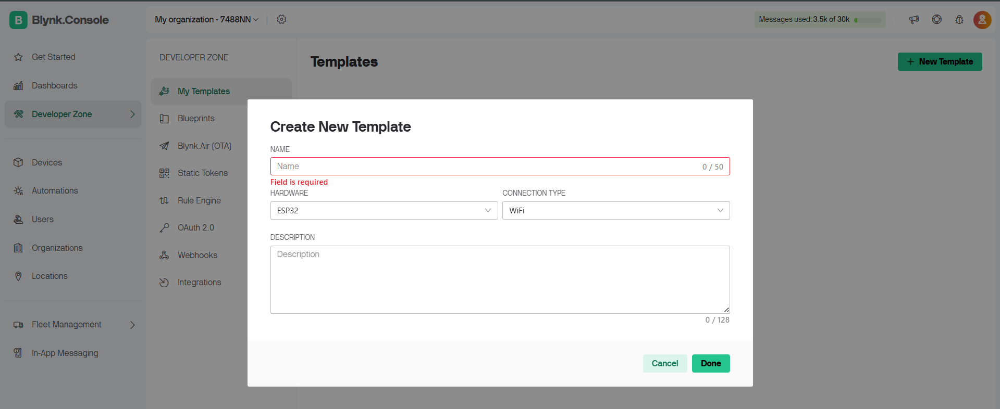 B Blynk.Console
My organization - 7488NN
Messages used: 3.5k of 30k
Get Started
Dashboards
Developer Zone
Devices
Automations
Users
Organizations
Locations
Fleet Management
In-App Messaging
DEVELOPER ZONE
My Templates
Blueprints
Blynk.Air (OTA)
Static Tokens
Rule Engine
OAuth 2.0
Webhooks
Integrations
Templates
+ New Template
Create New Template
NAME
Name 0 / 50
Field is required
HARDWARE CONNECTION TYPE
ESP32 WiFi
DESCRIPTION
Description
0 / 128
Cancel Done